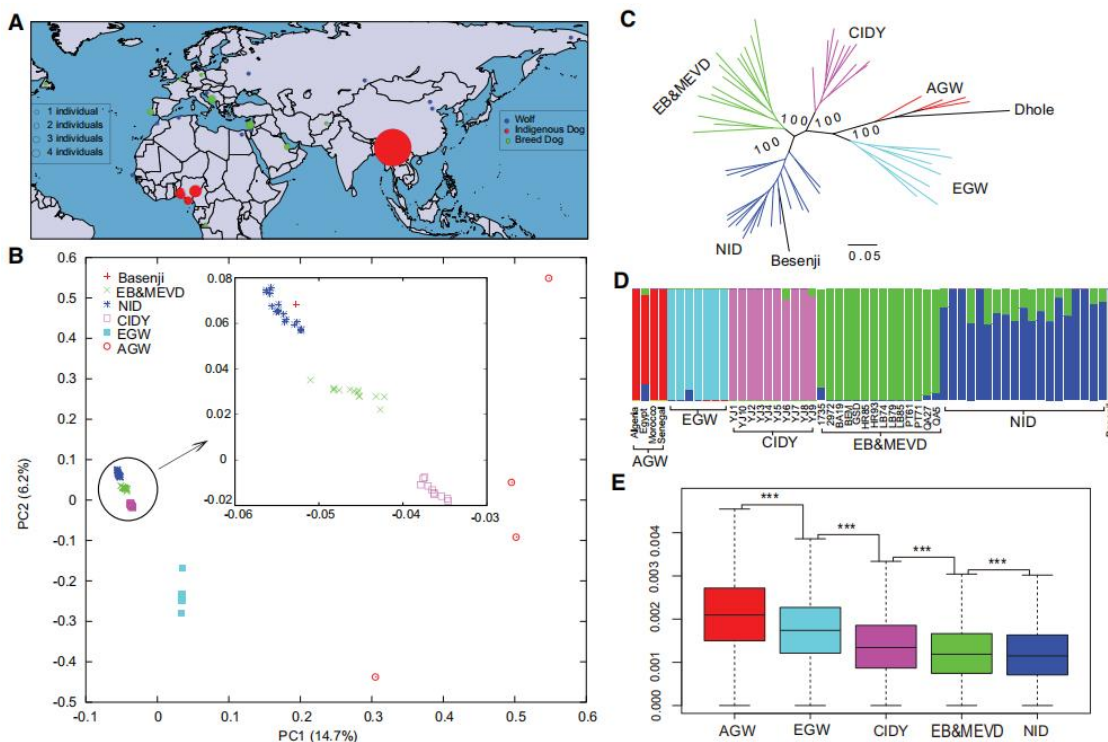 A
1 individual
2 individuals
3 individuals
4 individuals
Wolf
Indigenous Dog
Breed Dog
B
0.6
0.5
0.4
0.3
0.2
0.1
0
-0.1
-0.2
-0.3
-0.4
-0.5
PC2 (6.2%)
Basenji
EB&MEVD
NID
CIDY
EGW
AGW
0.08
0.06
0.04
0.02
0
-0.02
-0.06
-0.05
-0.04
-0.03
-0.1
0
0.1
0.2
0.3
0.4
0.5
0.6
PC1 (14.7%)
C
EB&MEVD
CIDY
AGW
Dhole
100
100
100
100
EGW
NID
Basenji
0.05
D
Algeria
Egypt
Morocco
Senegal
AGW
EGW
YJ1
YJ10
YJ2
YJ3
YJ4
YJ5
YJ6
YJ7
YJ8
YJ9
CIDY
1735
2972
BA19
BEM
GSD
HR85
HR93
LB74
LB79
LB85
PT61
PT71
QA27
QA5
EB&MEVD
NID
E
0.004
0.003
0.002
0.001
0.000
***
***
***
***
AGW
EGW
CIDY
EB&MEVD
NID